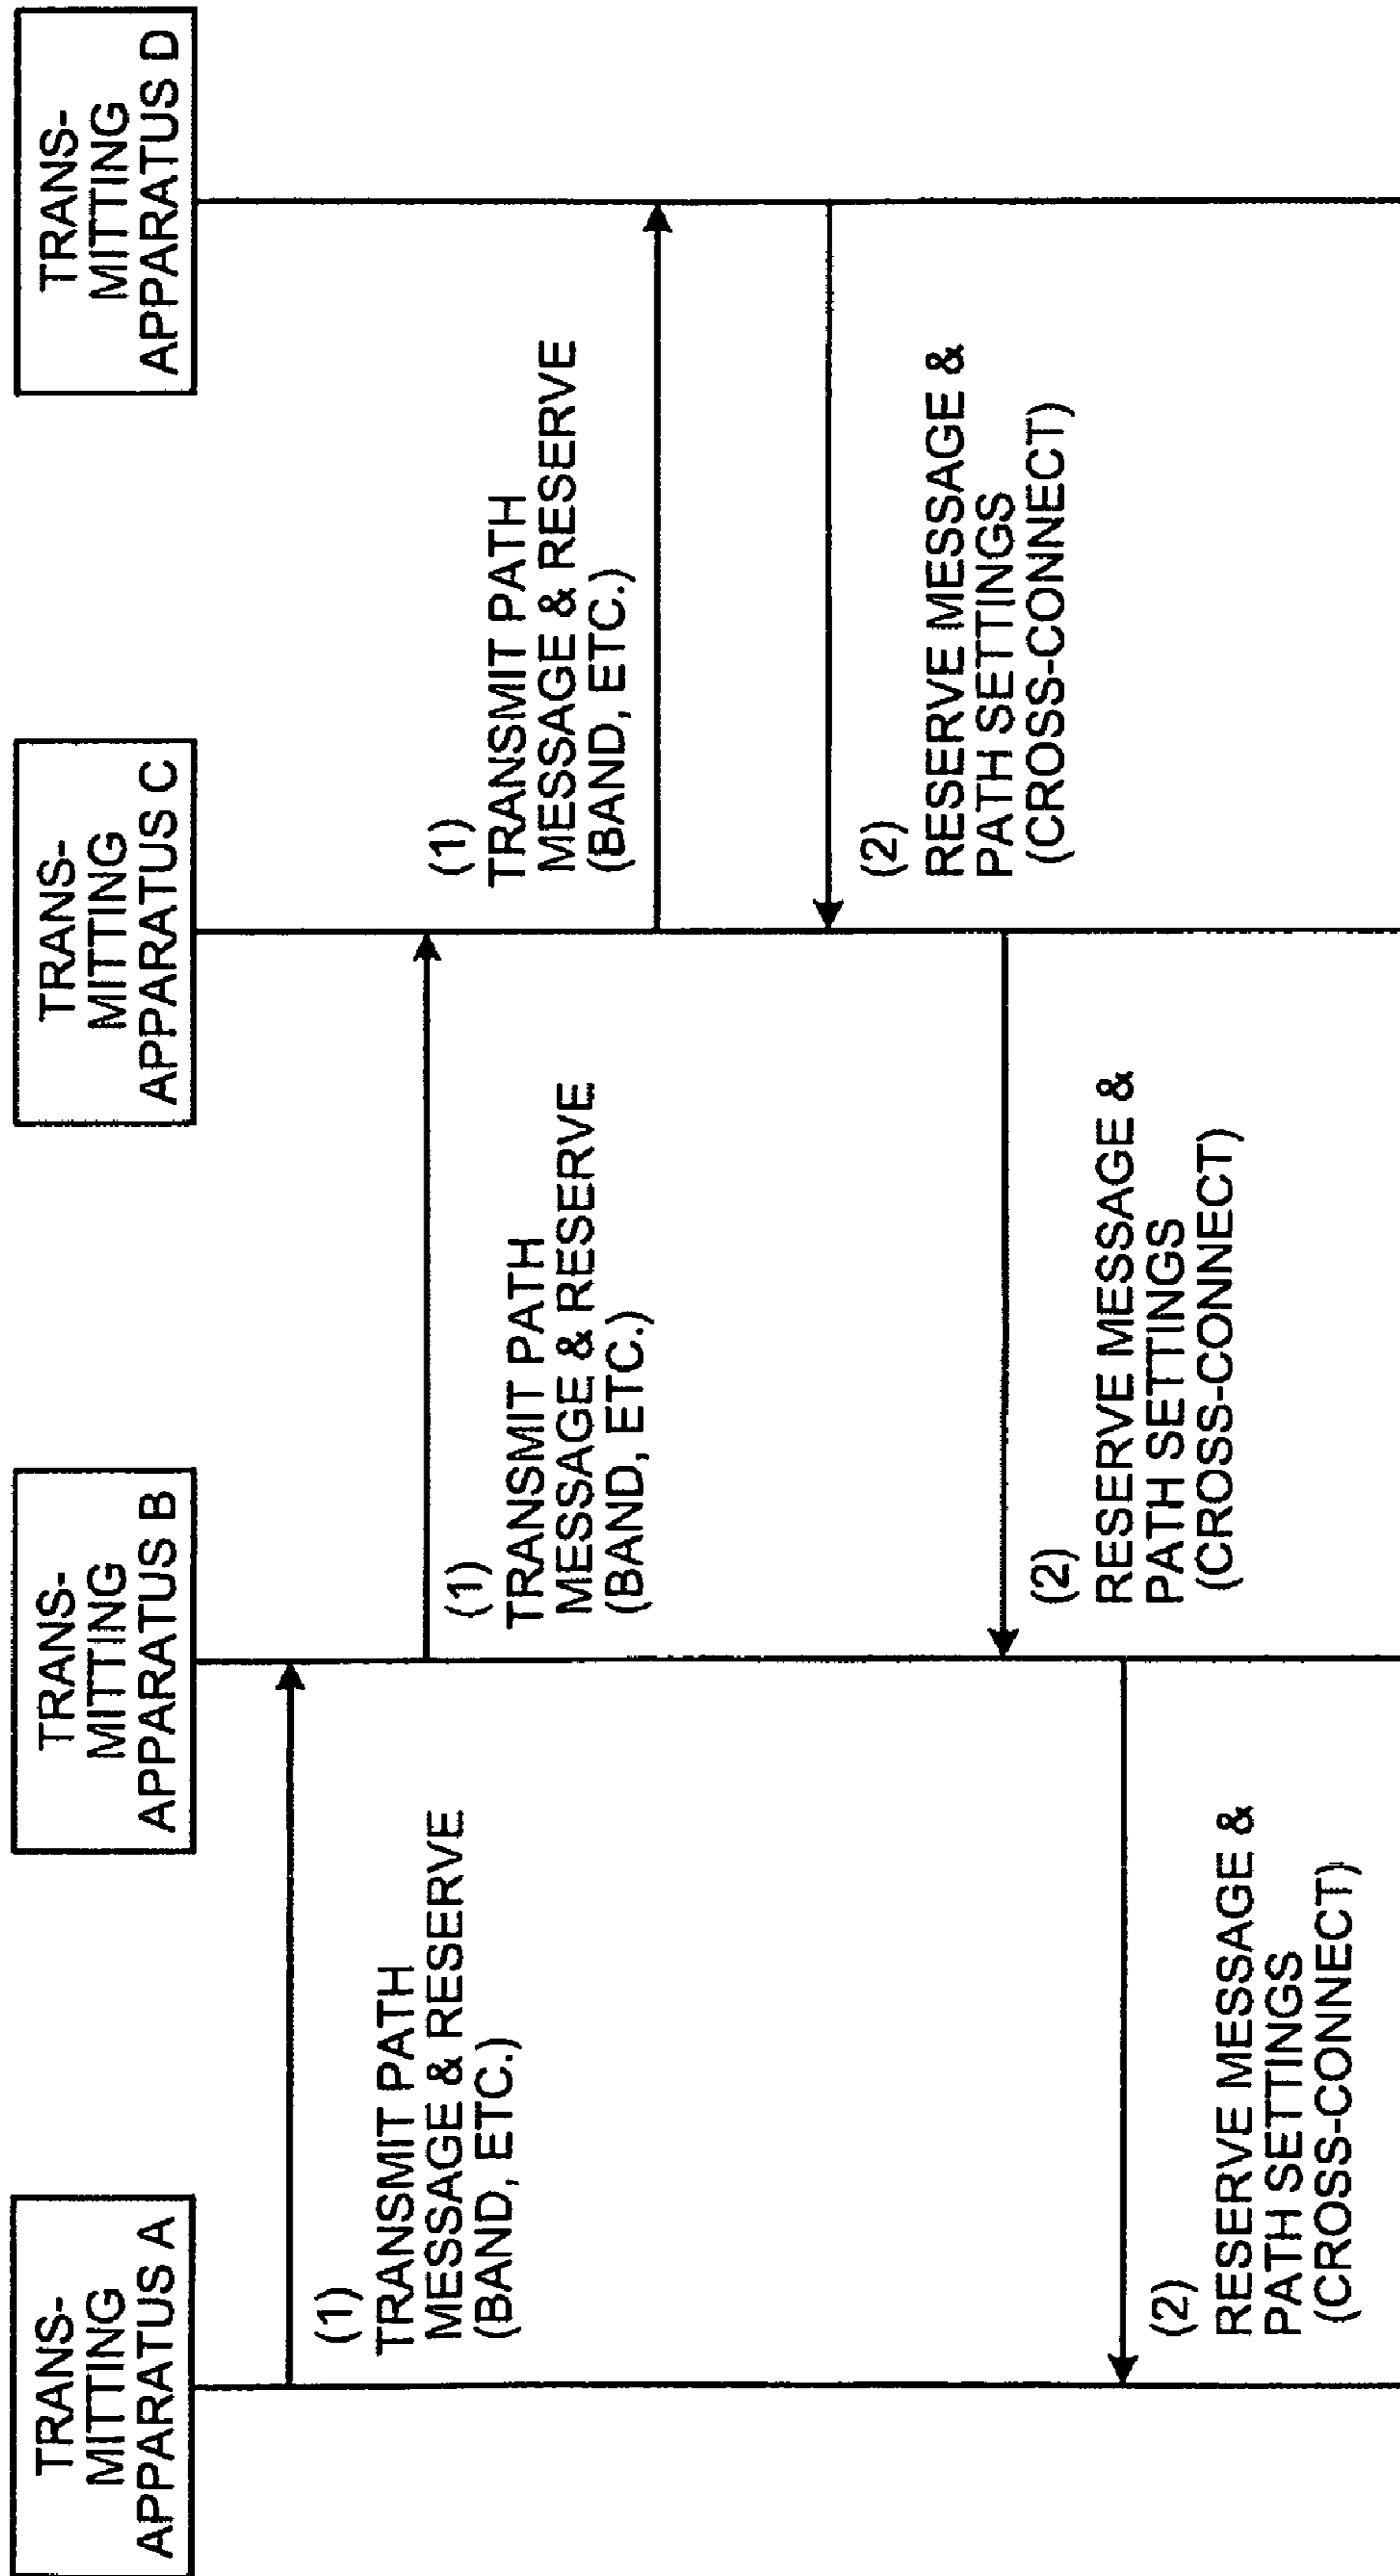 TRANS-
MITTING
APPARATUS A
TRANS-
MITTING
APPARATUS B
TRANS-
MITTING
APPARATUS C
TRANS-
MITTING
APPARATUS D
(1)
TRANSMIT PATH
MESSAGE & RESERVE
(BAND, ETC.)
(1)
TRANSMIT PATH
MESSAGE & RESERVE
(BAND, ETC.)
(1)
TRANSMIT PATH
MESSAGE & RESERVE
(BAND, ETC.)
(2)
RESERVE MESSAGE &
PATH SETTINGS
(CROSS-CONNECT)
(2)
RESERVE MESSAGE &
PATH SETTINGS
(CROSS-CONNECT)
(2)
RESERVE MESSAGE &
PATH SETTINGS
(CROSS-CONNECT)